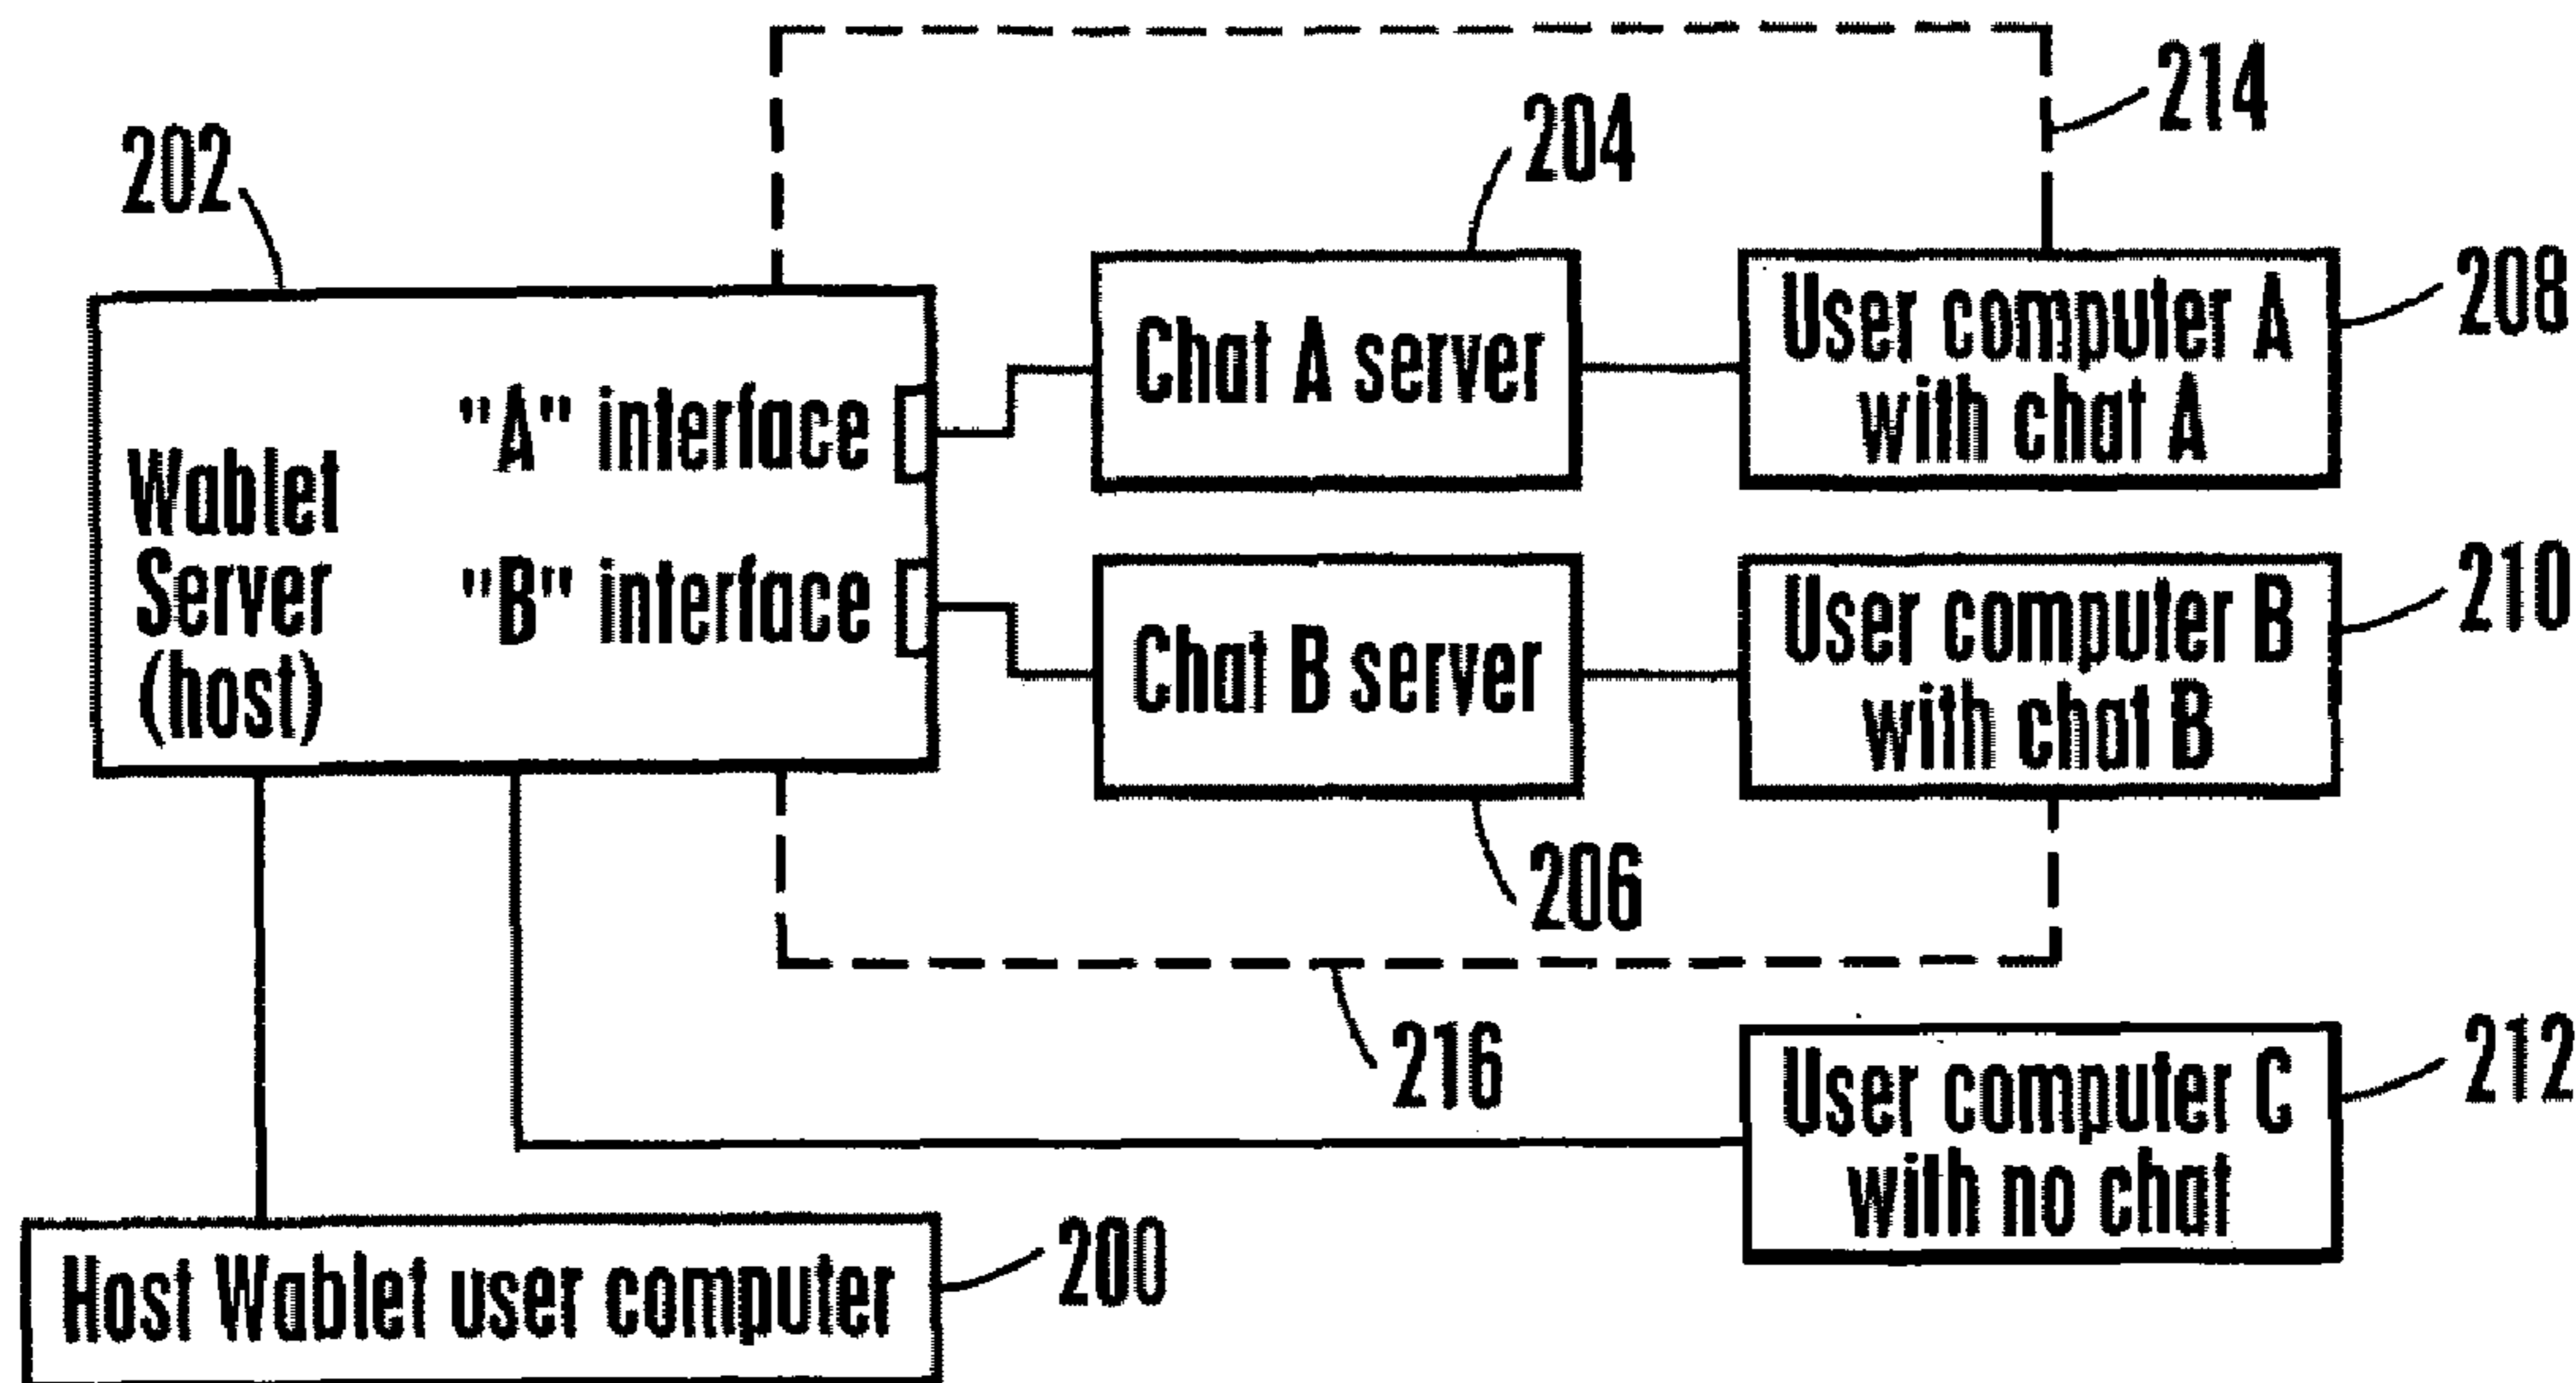 214
204
202
208
User computer A
with chat A
Chat A server
"A" interface
Wablet
Server
(host)
"B" interface
210
User computer B
with chat B
Chat B server
206
216
212
User computer C
with no chat
200
Host Wablet user computer